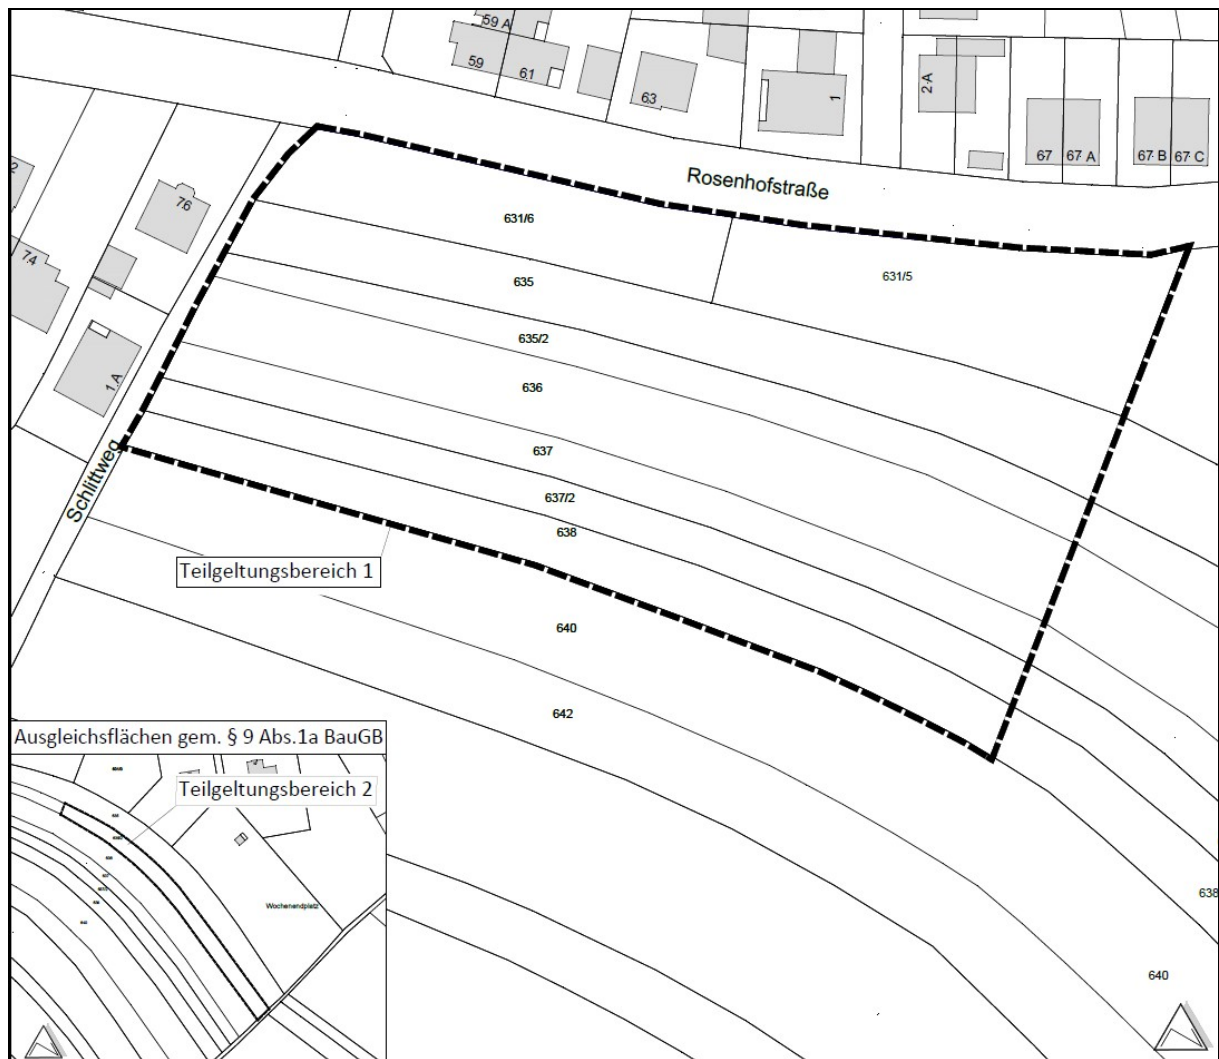 59 A
59
61
63
1
2 A
67
67 A
67 B
67 C
Rosenhofstraße
2
76
74
1 A
631/6
631/5
635
635/2
636
637
637/2
638
Schlittweg
Teilgeltungsbereich 1
640
642
638
640
Ausgleichsflächen gem. § 9 Abs.1a BauGB
Teilgeltungsbereich 2
Wochenendplatz